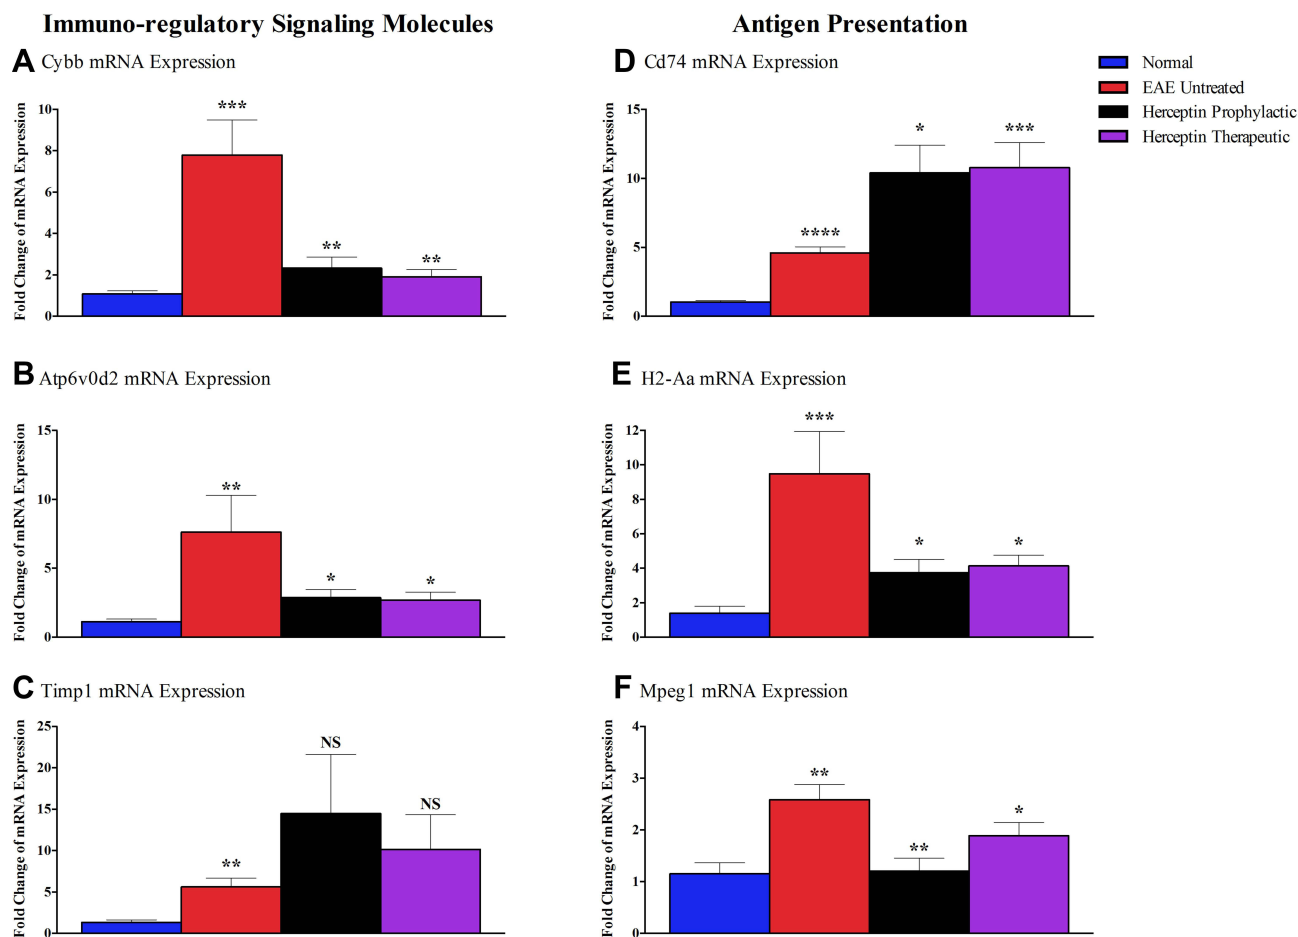 Immuno-regulatory Signaling Molecules
Antigen Presentation
A Cybb mRNA Expression
Fold Change of mRNA Expression
10
8
6
4
2
0
***
**
**
B Atp6v0d2 mRNA Expression
Fold Change of mRNA Expression
15
10
5
0
**
*
*
C Timp1 mRNA Expression
Fold Change of mRNA Expression
25
20
15
10
5
0
**
NS
NS
D Cd74 mRNA Expression
Fold Change of mRNA Expression
15
10
5
0
****
*
***
Normal
EAE Untreated
Herceptin Prophylactic
Herceptin Therapeutic
E H2-Aa mRNA Expression
Fold Change of mRNA Expression
12
10
8
6
4
2
0
***
*
*
F Mpeg1 mRNA Expression
Fold Change of mRNA Expression
4
3
2
1
0
**
**
*